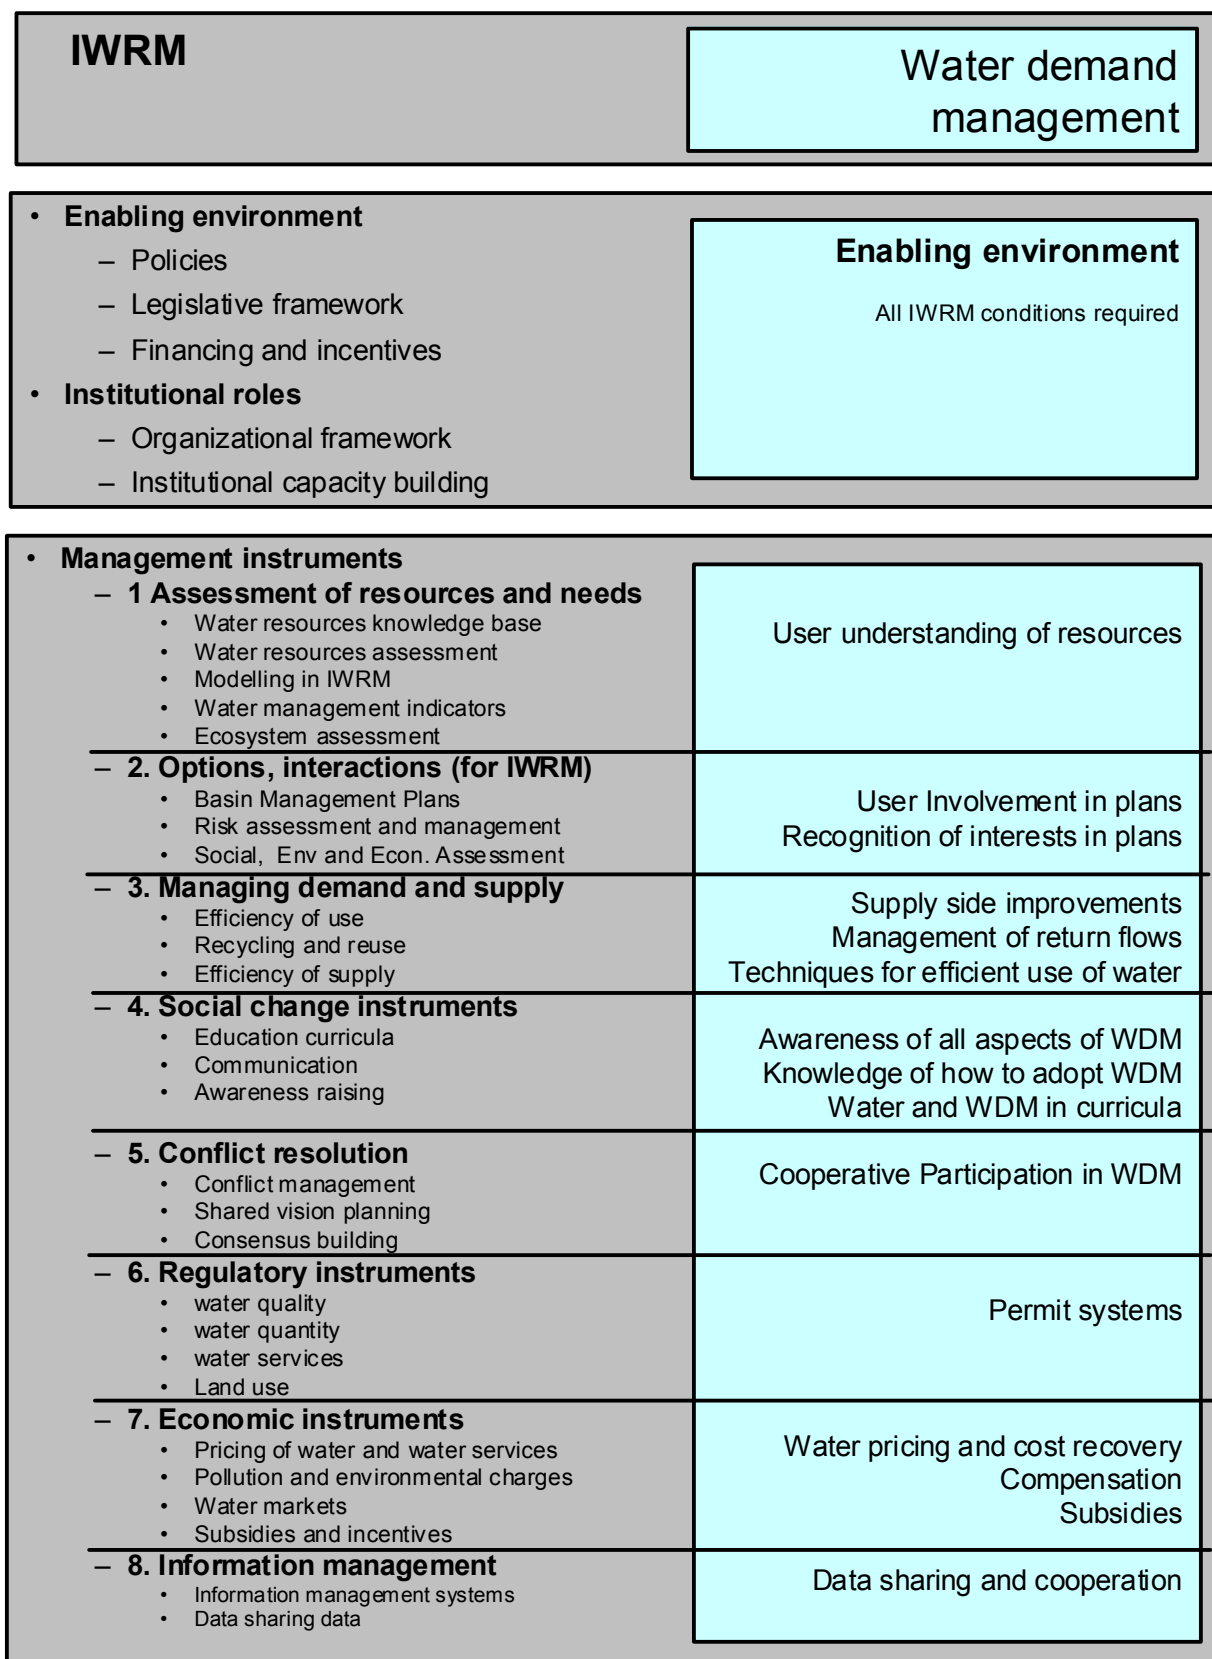 IWRM
Water demand
management
• Enabling environment
– Policies
– Legislative framework
– Financing and incentives
• Institutional roles
– Organizational framework
– Institutional capacity building
Enabling environment
All IWRM conditions required
• Management instruments
– 1 Assessment of resources and needs
• Water resources knowledge base
• Water resources assessment
• Modelling in IWRM
• Water management indicators
• Ecosystem assessment
User understanding of resources
– 2. Options, interactions (for IWRM)
• Basin Management Plans
• Risk assessment and management
• Social, Env and Econ. Assessment
User Involvement in plans
Recognition of interests in plans
– 3. Managing demand and supply
• Efficiency of use
• Recycling and reuse
• Efficiency of supply
Supply side improvements
Management of return flows
Techniques for efficient use of water
– 4. Social change instruments
• Education curricula
• Communication
• Awareness raising
Awareness of all aspects of WDM
Knowledge of how to adopt WDM
Water and WDM in curricula
– 5. Conflict resolution
• Conflict management
• Shared vision planning
• Consensus building
Cooperative Participation in WDM
– 6. Regulatory instruments
• water quality
• water quantity
• water services
• Land use
Permit systems
– 7. Economic instruments
• Pricing of water and water services
• Pollution and environmental charges
• Water markets
• Subsidies and incentives
Water pricing and cost recovery
Compensation
Subsidies
– 8. Information management
• Information management systems
• Data sharing data
Data sharing and cooperation